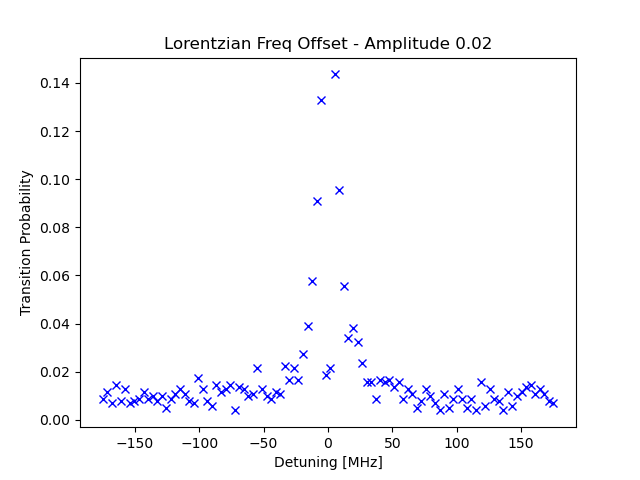 Lorentzian Freq Offset - Amplitude 0.02
Transition Probability
0.14
0.12
0.10
0.08
0.06
0.04
0.02
0.00
−150 −100 −50 0 50 100 150
Detuning [MHz]